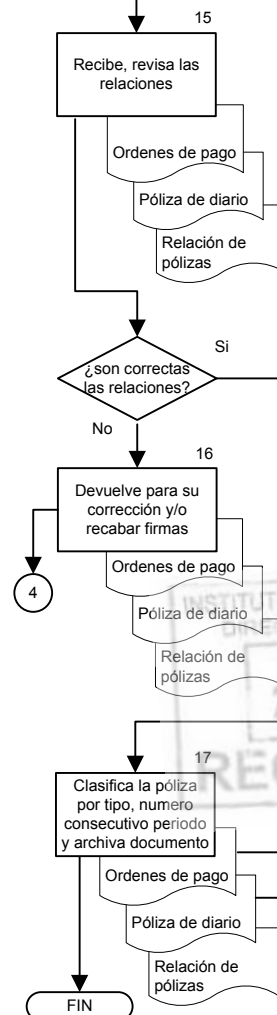 15
Recibe, revisa las
relaciones
Ordenes de pago
Póliza de diario
Relación de
pólizas
Si
¿son correctas
las relaciones?
No
16
Devuelve para su
corrección y/o
recabar firmas
4
Ordenes de pago
Póliza de diario
Relación de
pólizas
17
Clasifica la póliza
por tipo, numero
consecutivo periodo
y archiva documento
Ordenes de pago
Póliza de diario
Relación de
pólizas
FIN